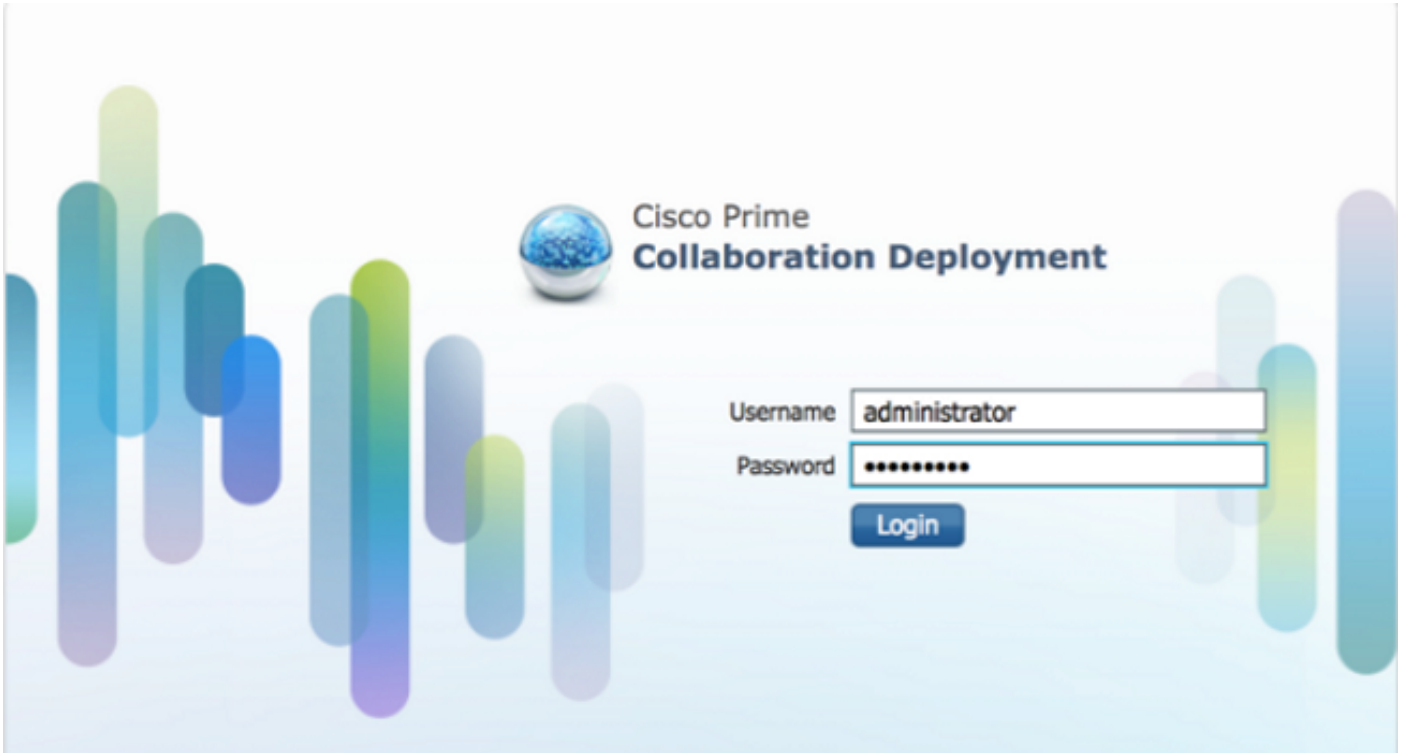 Cisco Prime
Collaboration Deployment
Username administrator
Password •••••••••
Login